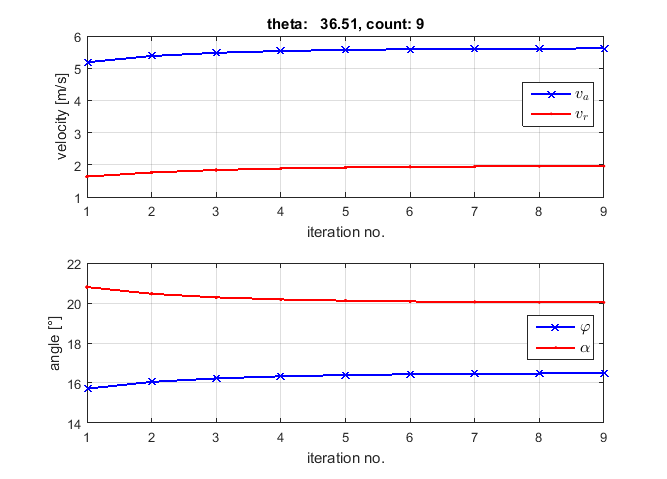 theta:   36.51, count: 9
velocity [m/s]
6
5
4
3
2
1
v_a
v_r
1 2 3 4 5 6 7 8 9
iteration no.
angle [°]
22
20
18
16
14
φ
α
1 2 3 4 5 6 7 8 9
iteration no.